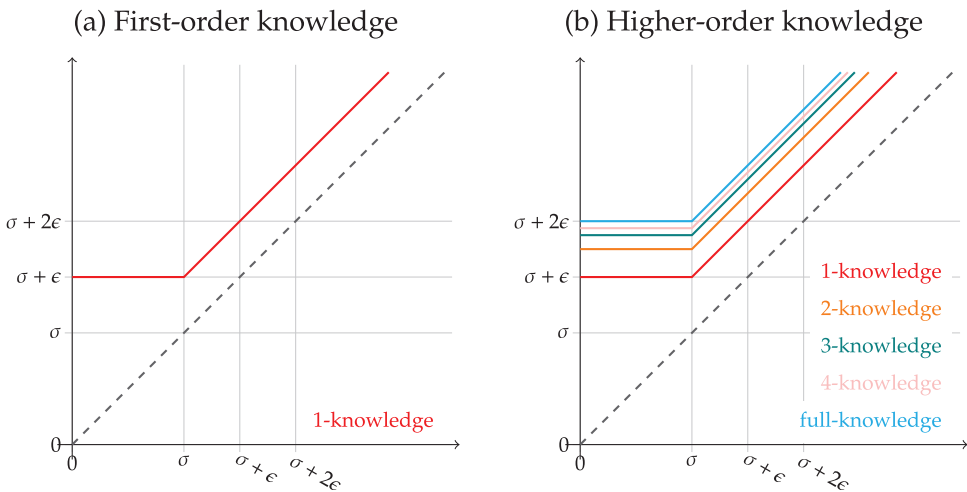 (a) First-order knowledge
σ + 2ϵ
σ + ϵ
σ
0
1-knowledge
0
σ
σ + ϵ
σ + 2ϵ
(b) Higher-order knowledge
σ + 2ϵ
σ + ϵ
σ
0
1-knowledge
2-knowledge
3-knowledge
4-knowledge
full-knowledge
0
σ
σ + ϵ
σ + 2ϵ